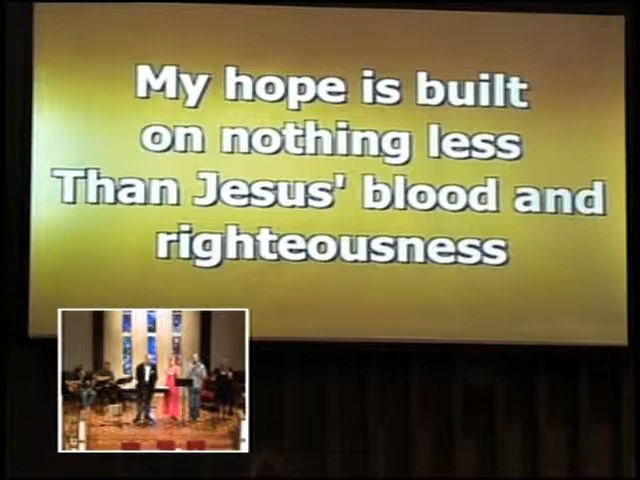 My hope is built
on nothing less
Than Jesus' blood and
righteousness